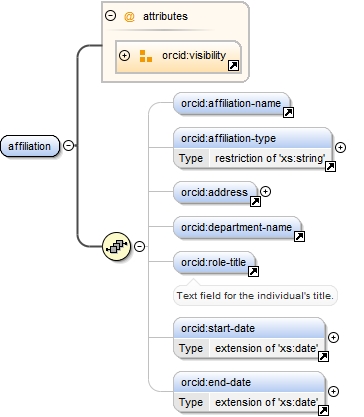 @ attributes
orcid:visibility
affiliation
orcid:affiliation-name
orcid:affiliation-type
Type restriction of 'xs:string'
orcid:address
orcid:department-name
orcid:role-title
Text field for the individual's title.
orcid:start-date
Type extension of 'xs:date'
orcid:end-date
Type extension of 'xs:date'